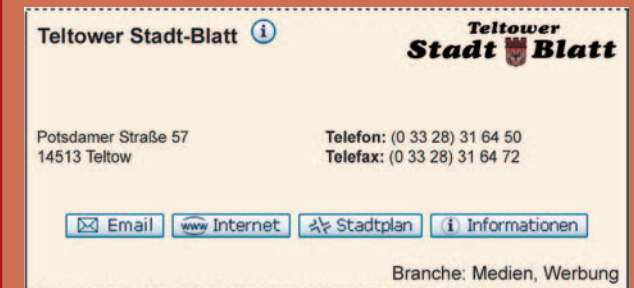 Teltower Stadt-Blatt i
Teltower
Stadt Blatt
Potsdamer Straße 57
14513 Teltow
Telefon: (0 33 28) 31 64 50
Telefax: (0 33 28) 31 64 72
Email
www Internet
Stadtplan
i Informationen
Branche: Medien, Werbung